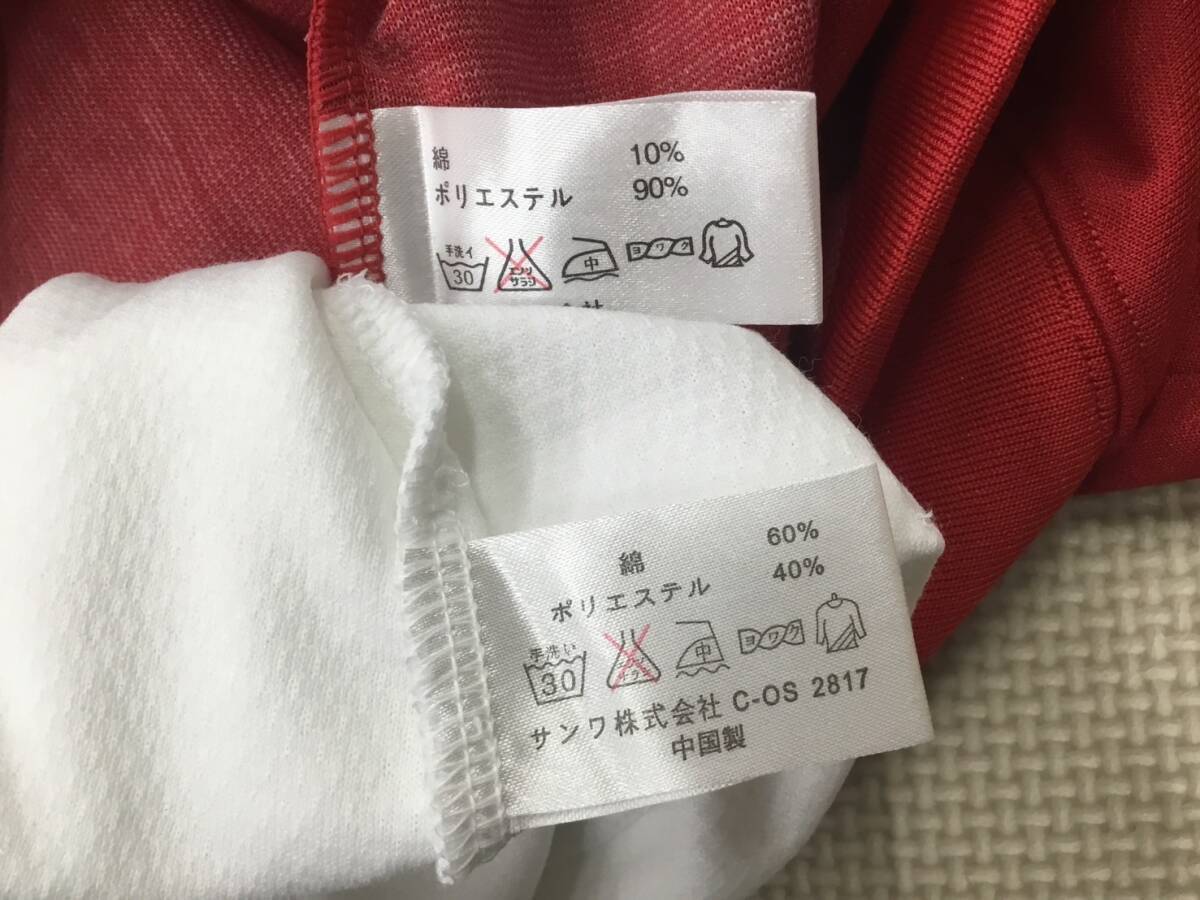 綿 10%
ポリエステル 90%
手洗イ 30 エンソ サラシ 中 ヨワク
綿 60%
ポリエステル 40%
手洗い 30 中 ヨワク
サンワ株式会社 C-OS 2817
中国製